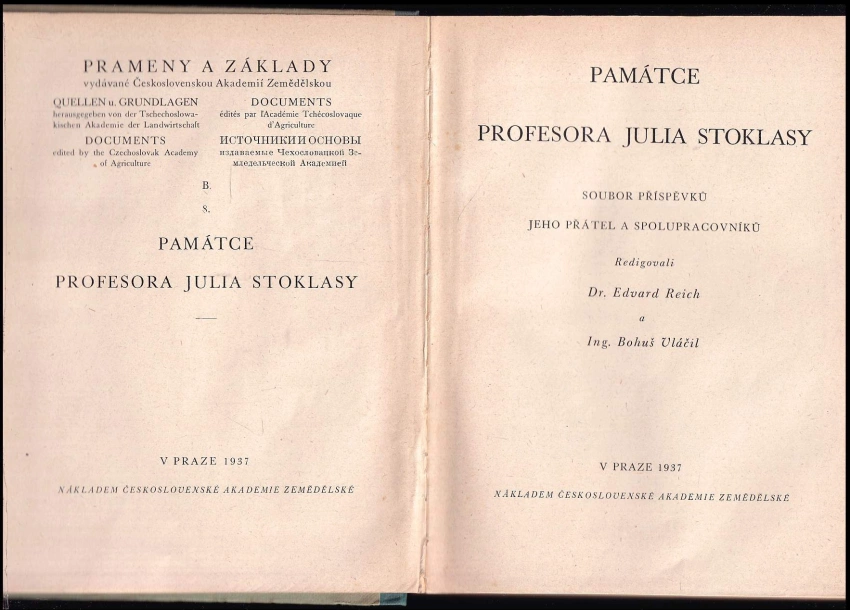 PRAMENY A ZÁKLADY
vydávané Československou Akademií Zemědělskou
QUELLEN u. GRUNDLAGEN
herausgegeben von der Tschechoslowa-
kischen Akademie der Landwirtschaft
DOCUMENTS
édités par l'Académie Tchécoslovaque
d'Agriculture
DOCUMENTS
edited by the Czechoslovak Academy
of Agriculture
ИСТОЧНИКИ И ОСНОВЫ
издаваемые Чехословацкой Зе-
мледельческой Академией
B.
8.
PAMÁTCE
PROFESORA JULIA STOKLASY
V PRAZE 1937
NÁKLADEM ČESKOSLOVENSKÉ AKADEMIE ZEMĚDĚLSKÉ
PAMÁTCE
PROFESORA JULIA STOKLASY
SOUBOR PŘÍSPĚVKŮ
JEHO PŘÁTEL A SPOLUPRACOVNÍKŮ
Redigovali
Dr. Edvard Reich
a
Ing. Bohuš Vláčil
V PRAZE 1937
NÁKLADEM ČESKOSLOVENSKÉ AKADEMIE ZEMĚDĚLSKÉ